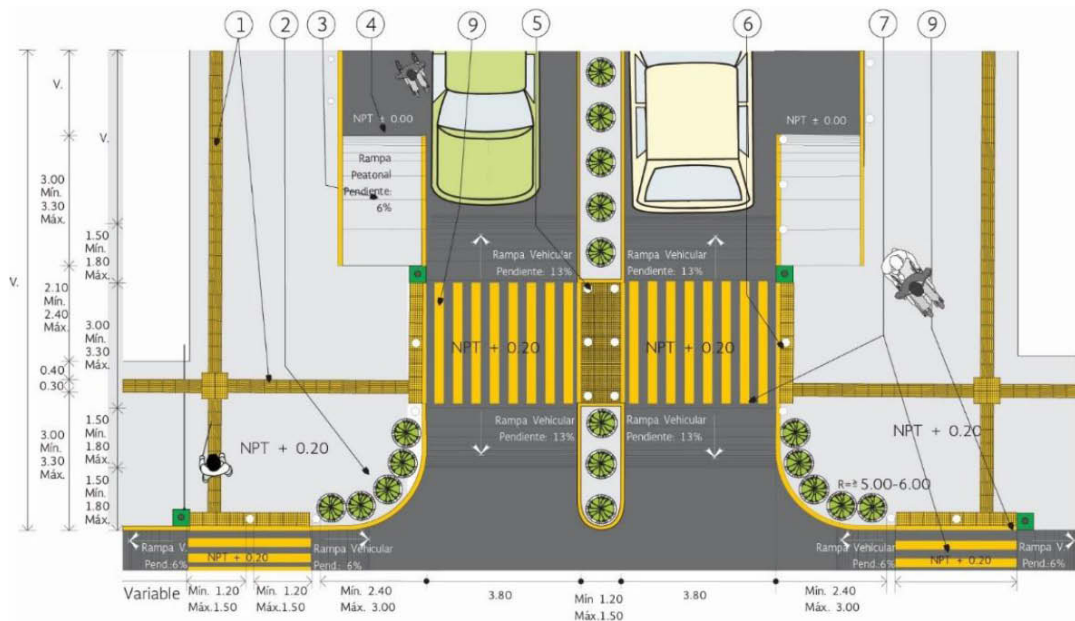 1
2
3
4
9
5
6
7
9
V.
V.
V.
3.00
Mín.
3.30
Máx.
1.50
Mín.
1.80
Máx.
2.10
Mín.
2.40
Máx.
3.00
Mín.
3.30
Máx.
0.40
0.30
3.00
Mín.
3.30
Máx.
1.50
Mín.
1.80
Máx.
1.50
Mín.
1.80
Máx.
NPT ± 0.00
Rampa
Peatonal
Pendiente:
6%
NPT ± 0.00
Rampa Vehicular
Pendiente: 13%
Rampa Vehicular
Pendiente: 13%
NPT + 0.20
NPT + 0.20
Rampa Vehicular
Pendiente: 13%
Rampa Vehicular
Pendiente: 13%
NPT + 0.20
NPT + 0.20
5.00-6.00
Rampa V.
Pend.:6%
NPT + 0.20
Rampa Vehicular
Pend.: 6%
Rampa Vehicular
Pend.:6%
NPT + 0.20
Rampa V.
Pend.:6%
Variable
Mín. 1.20
Máx.1.50
Mín. 1.20
Máx.1.50
Mín. 2.40
Máx. 3.00
3.80
Mín 1.20
Máx.1.50
3.80
Mín. 2.40
Máx. 3.00
Mín. 1.20
Máx.1.50